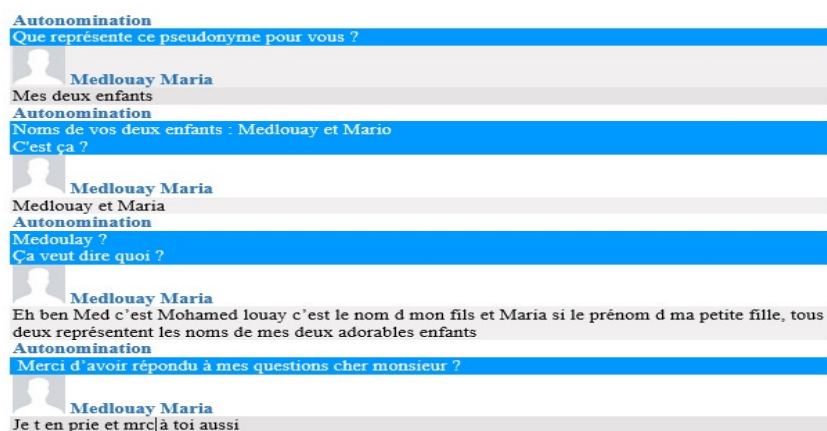 Autonomination
Que représente ce pseudonyme pour vous ?
Medlouay Maria
Mes deux enfants
Autonomination
Noms de vos deux enfants : Medlouay et Mario
C'est ça ?
Medlouay Maria
Medlouay et Maria
Autonomination
Medoulay ?
Ça veut dire quoi ?
Medlouay Maria
Eh ben Med c’est Mohamed louay c’est le nom d mon fils et Maria si le prénom d ma petite fille, tous
deux représentent les noms de mes deux adorables enfants
Autonomination
Merci d’avoir répondu à mes questions cher monsieur ?
Medlouay Maria
Je t en prie et mrc à toi aussi